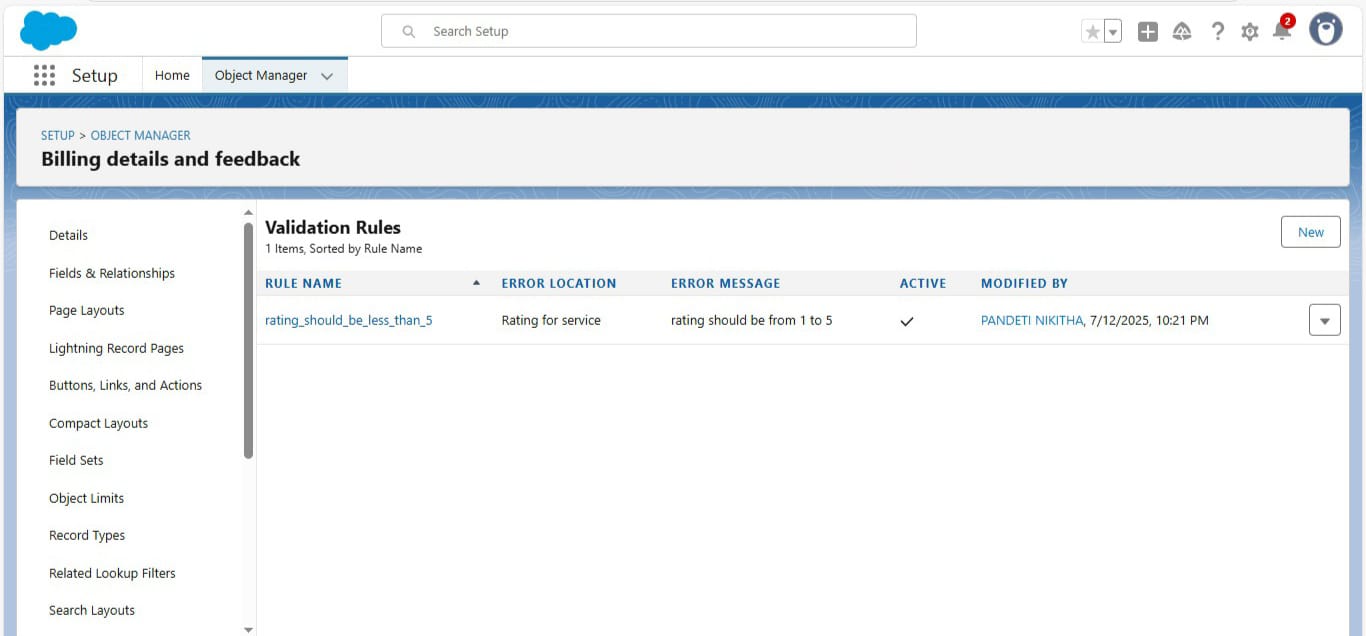 Search Setup
2
Setup
Home
Object Manager
SETUP > OBJECT MANAGER
Billing details and feedback
Details
Fields & Relationships
Page Layouts
Lightning Record Pages
Buttons, Links, and Actions
Compact Layouts
Field Sets
Object Limits
Record Types
Related Lookup Filters
Search Layouts
Validation Rules
1 Items, Sorted by Rule Name
New
RULE NAME ERROR LOCATION ERROR MESSAGE ACTIVE MODIFIED BY
rating_should_be_less_than_5 Rating for service rating should be from 1 to 5 PANDETI NIKITHA, 7/12/2025, 10:21 PM